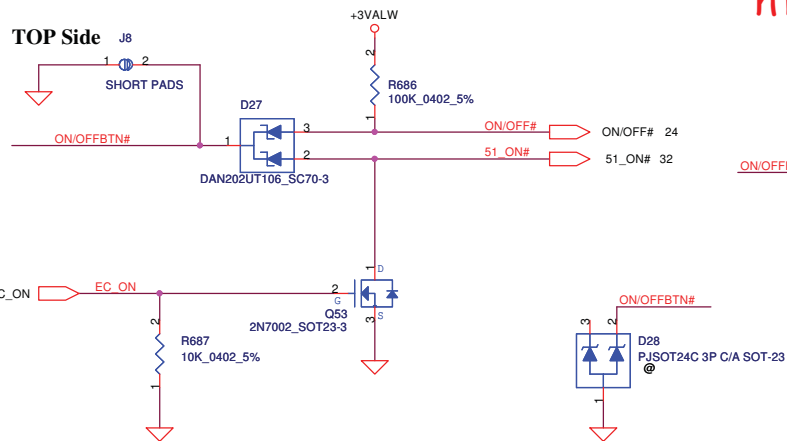 +3VALW
TOP Side
J8
1
2
SHORT PADS
2
R686
100K_0402_5%
1
D27
ON/OFFBTN#
1
3
ON/OFF#
ON/OFF# 24
2
51_ON#
51_ON# 32
DAN202UT106_SC70-3
1
D
C_ON
EC_ON
2
G
Q53
2N7002_SOT23-3
3
S
2
R687
10K_0402_5%
1
ON/OFFBTN#
3
2
D28
PJSOT24C 3P C/A SOT-23
@
1